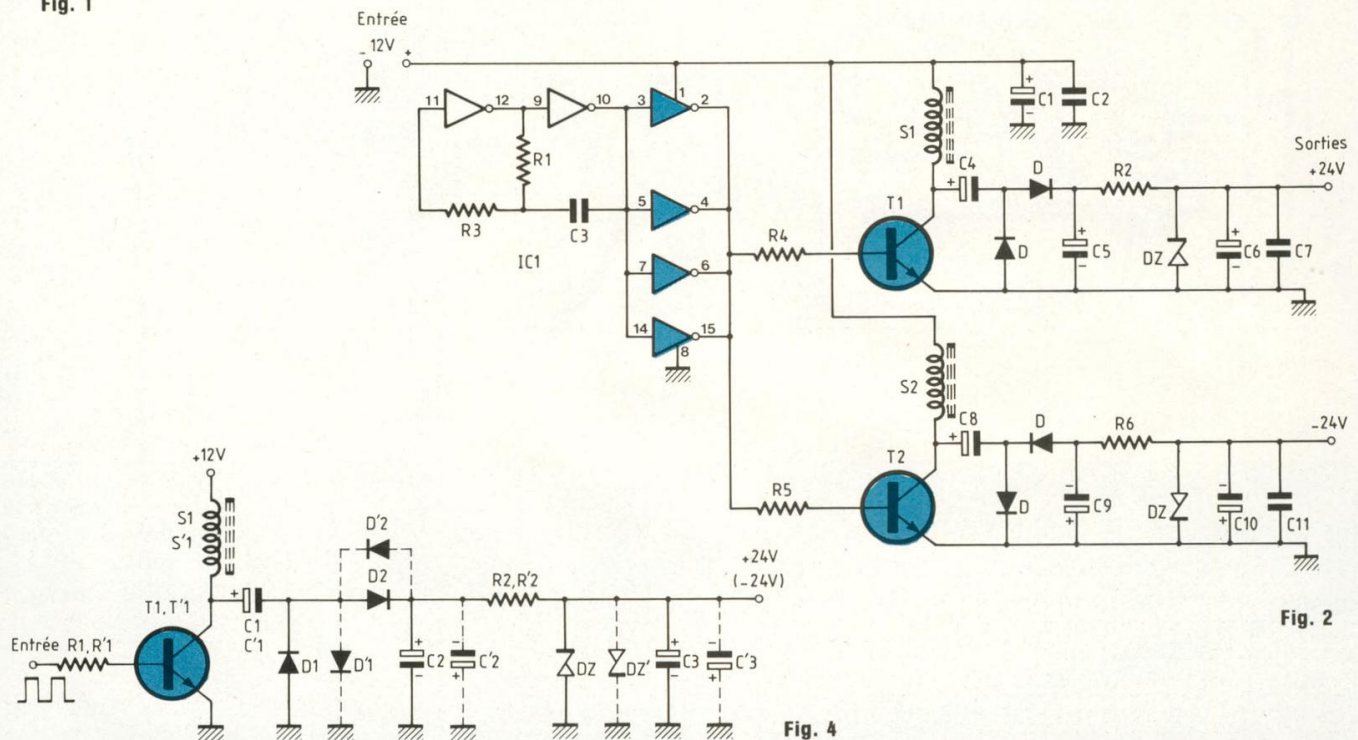 Fig. 1
Entrée
- 12V +
11
12
9
10
3
1
2
R1
R3
C3
IC1
5
4
7
6
14
15
8
R4
R5
S1
+
C1
-
C2
T1
+ C4
D
R2
Sorties
+24V
D
+
C5
-
DZ
+
C6
-
C7
S2
T2
+ C8
D
R6
-24V
D
-
C9
+
DZ
-
C10
+
C11
Fig. 2
+12V
S1
S'1
T1, T'1
Entrée
R1, R'1
+
C1
C'1
D1
D'1
D'2
D2
+
C2
-
-
C'2
+
R2, R'2
DZ
DZ'
+
C3
-
-
C'3
+
+24V
(-24V)
Fig. 4